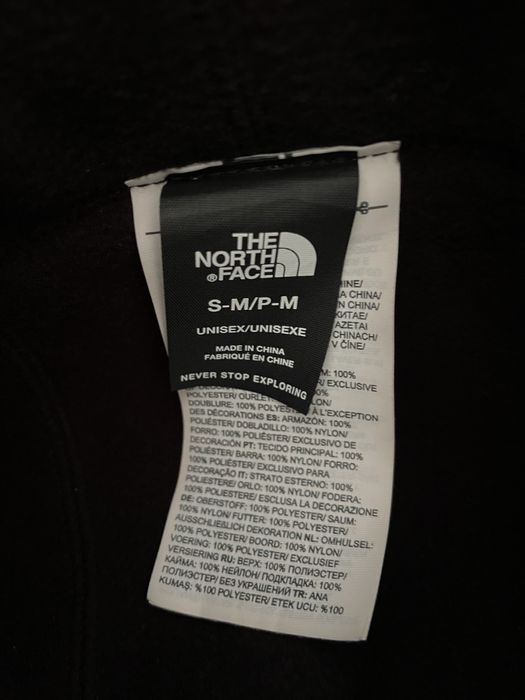 THE
NORTH
®FACE
S-M/P-M
UNISEX/UNISEXE
MADE IN CHINA
FABRIQUÉ EN CHINE
NEVER STOP EXPLORING
HINE/
A CHINA/
N CHINA/
КИТАЕ/
AZETAI
CHINACH/
V ČÍNE/
M: 100%
R/ EXCLUSIVE
POLYESTER/ OURLET
DOUBLURE: 100% POLYESTER/ À L'EXCEPTION
DES DÉCORATIONS ES: ARMAZÓN: 100%
POLIÉSTER/ DOBLADILLO: 100% NYLON/
FORRO: 100% POLIÉSTER/ EXCLUSIVO DE
DECORACIÓN PT: TECIDO PRINCIPAL: 100%
POLIÉSTER/ BARRA: 100% NYLON/ FORRO:
100% POLIÉSTER/ EXCLUSIVO PARA
DECORAÇÃO IT: STRATO ESTERNO: 100%
POLIESTERE/ ORLO: 100% NYLON/ FODERA:
100% POLIESTERE/ ESCLUSA LA DECORAZIONE
DE: OBERSTOFF: 100% POLYESTER/ SAUM:
100% NYLON/ FUTTER: 100% POLYESTER/
AUSSCHLIEßLICH DEKORATION NL: OMHULSEL:
100% POLYESTER/ BOORD: 100% NYLON/
VOERING: 100% POLYESTER/ EXCLUSIEF
VERSIERING RU: ВЕРХ: 100% ПОЛИЭСТЕР/
КАЙМА: 100% НЕЙЛОН/ ПОДКЛАДКА: 100%
ПОЛИЭСТЕР/ БЕЗ УКРАШЕНИЙ TR: ANA
KUMAŞ: %100 POLYESTER/ ETEK UCU: %100